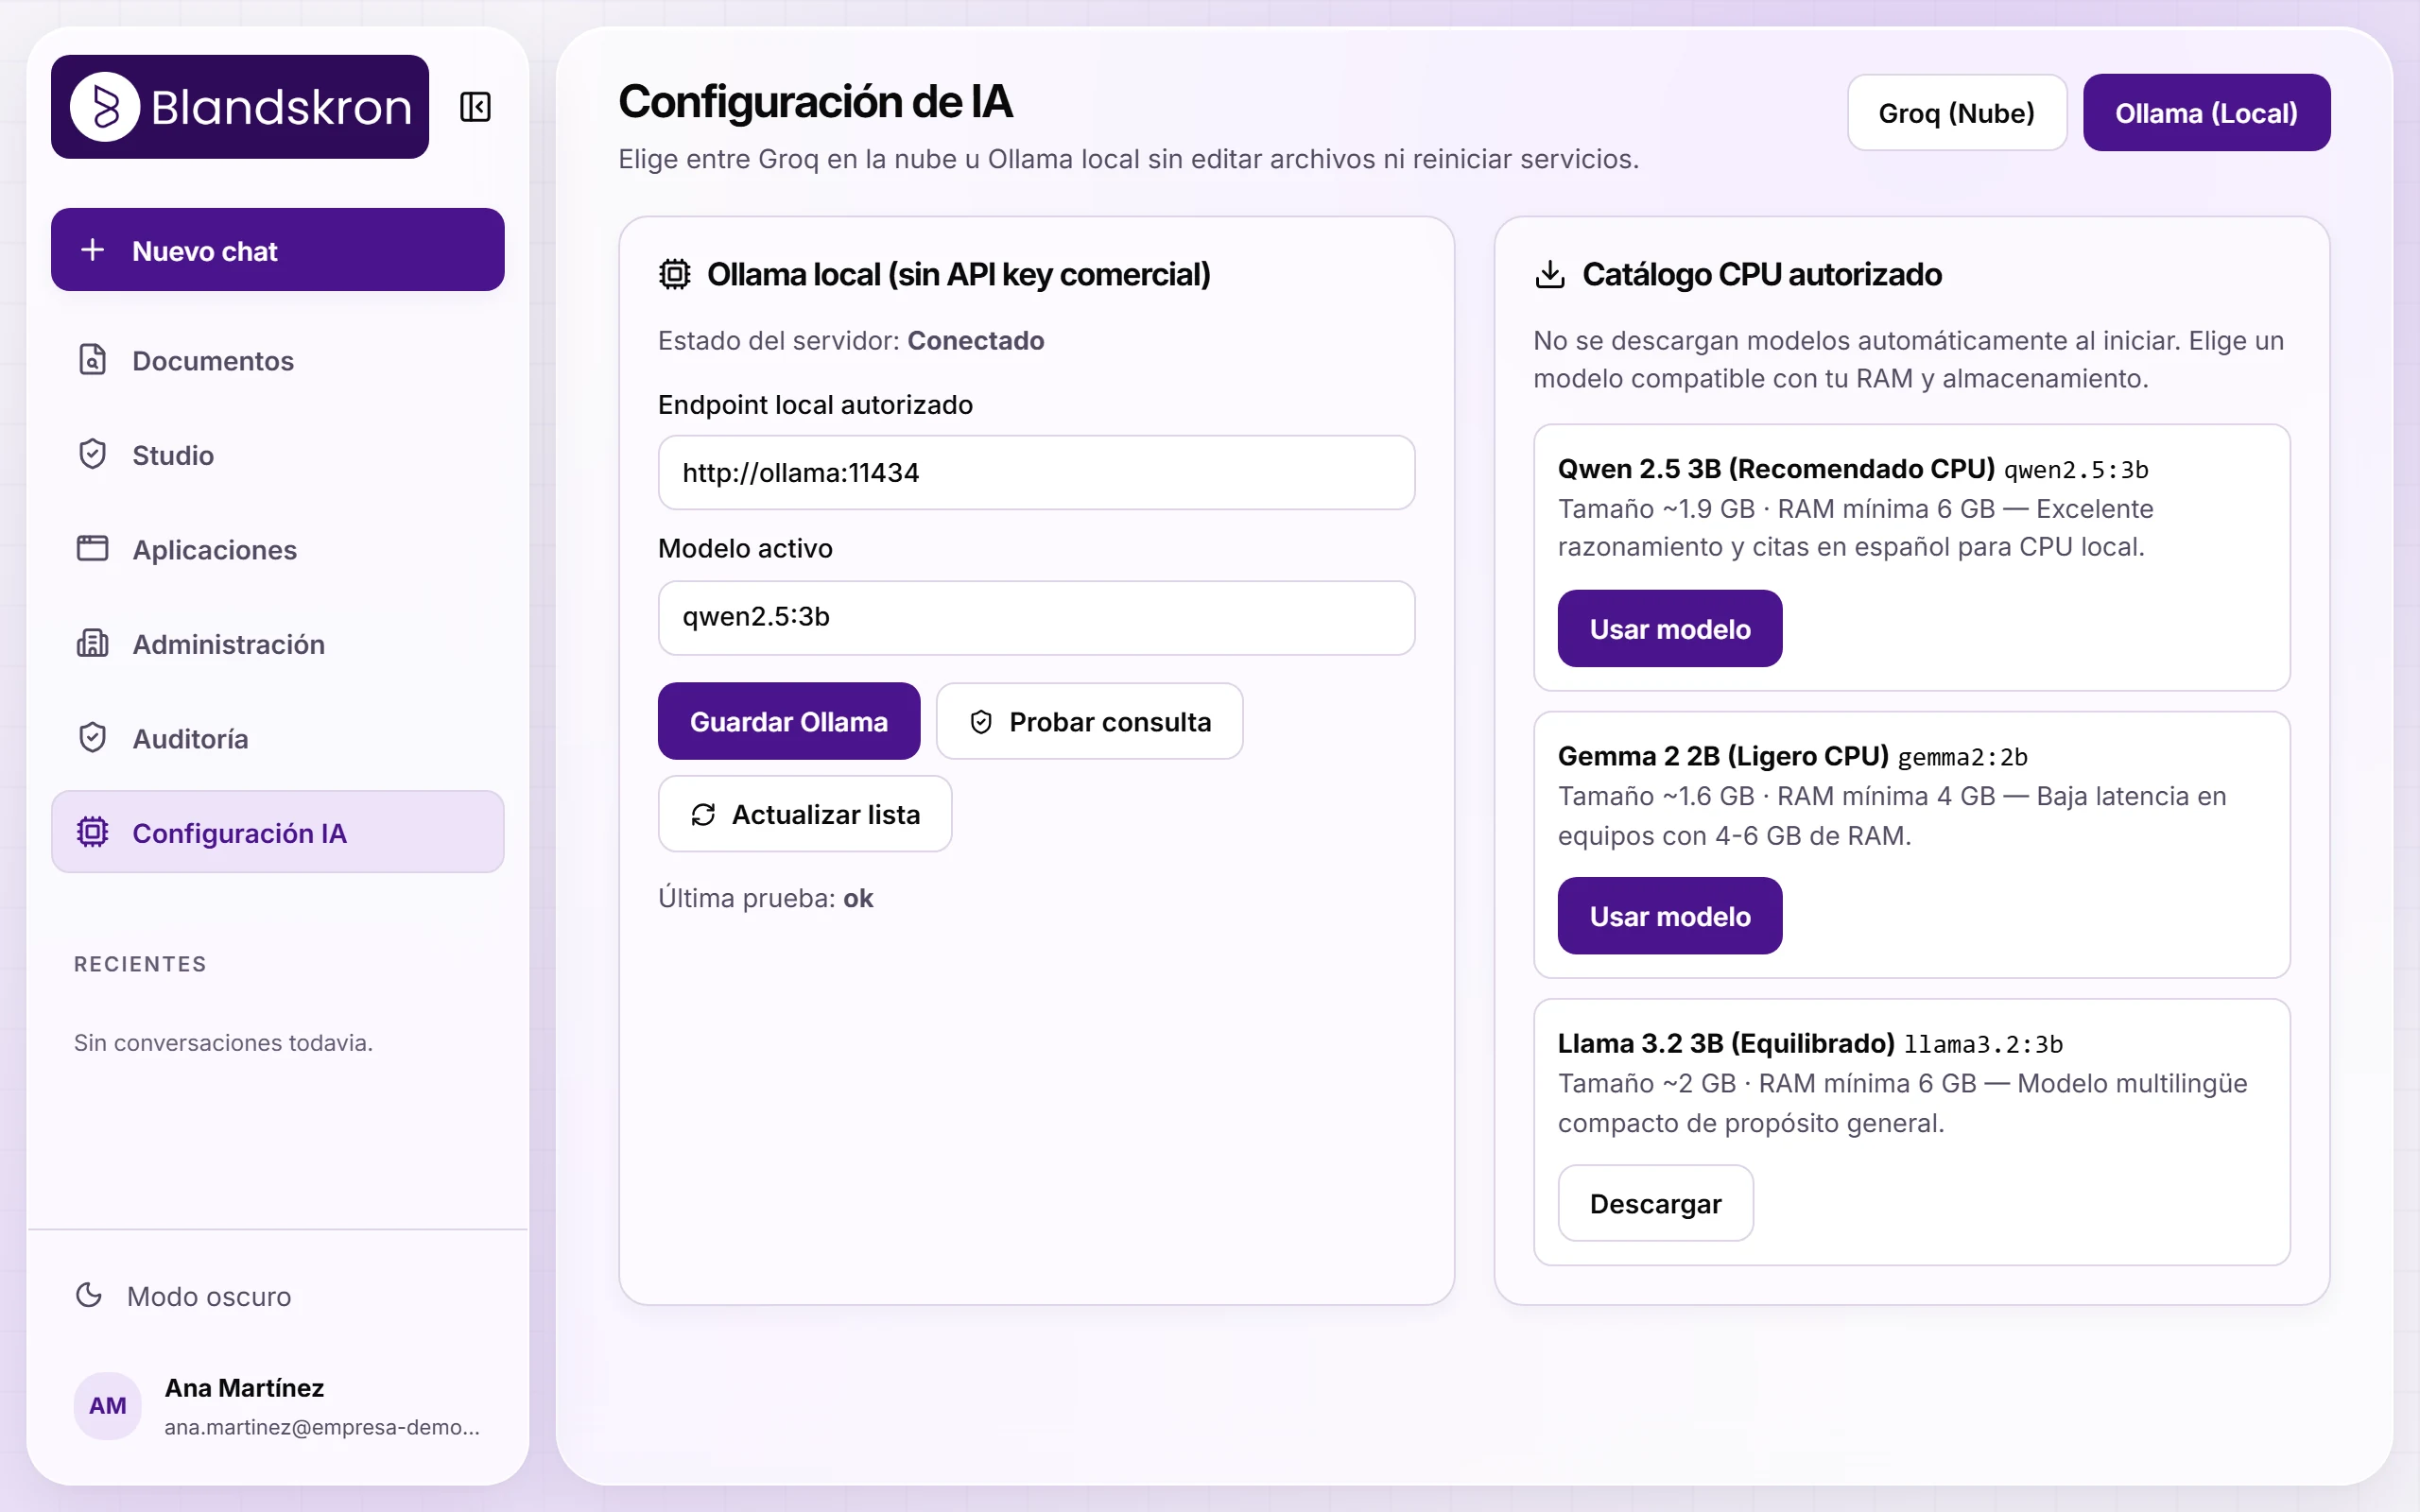 Blandskron
Nuevo chat
Documentos
Studio
Aplicaciones
Administración
Auditoría
Configuración IA
RECIENTES
Sin conversaciones todavia.
Modo oscuro
AM
Ana Martínez
ana.martinez@empresa-demo...
Configuración de IA
Elige entre Groq en la nube u Ollama local sin editar archivos ni reiniciar servicios.
Groq (Nube)
Ollama (Local)
Ollama local (sin API key comercial)
Estado del servidor: Conectado
Endpoint local autorizado
http://ollama:11434
Modelo activo
qwen2.5:3b
Guardar Ollama
Probar consulta
Actualizar lista
Última prueba: ok
Catálogo CPU autorizado
No se descargan modelos automáticamente al iniciar. Elige un
modelo compatible con tu RAM y almacenamiento.
Qwen 2.5 3B (Recomendado CPU) qwen2.5:3b
Tamaño ~1.9 GB · RAM mínima 6 GB — Excelente
razonamiento y citas en español para CPU local.
Usar modelo
Gemma 2 2B (Ligero CPU) gemma2:2b
Tamaño ~1.6 GB · RAM mínima 4 GB — Baja latencia en
equipos con 4-6 GB de RAM.
Usar modelo
Llama 3.2 3B (Equilibrado) llama3.2:3b
Tamaño ~2 GB · RAM mínima 6 GB — Modelo multilingüe
compacto de propósito general.
Descargar